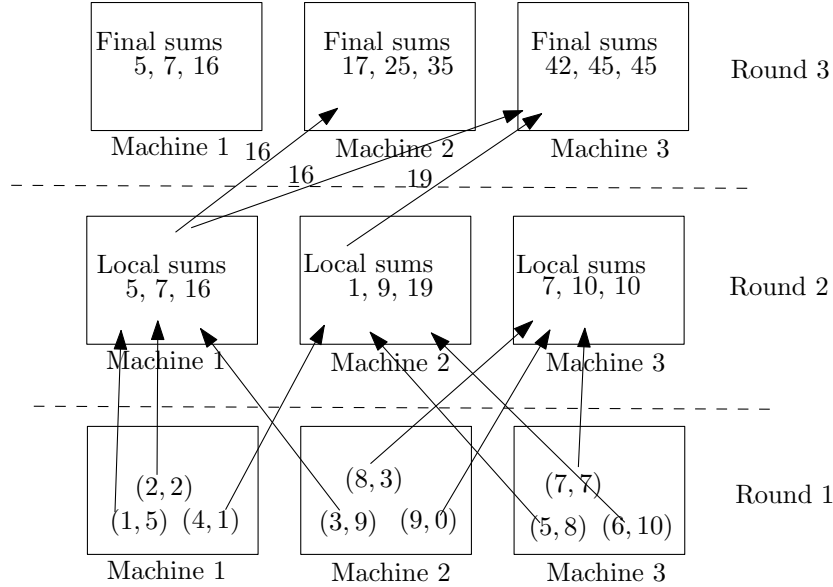 Final sums
5, 7, 16
Final sums
17, 25, 35
Final sums
42, 45, 45
Round 3
Machine 1
Machine 2
Machine 3
16
16
19
Local sums
5, 7, 16
Local sums
1, 9, 19
Local sums
7, 10, 10
Round 2
Machine 1
Machine 2
Machine 3
(2, 2)
(1, 5) (4, 1)
(8, 3)
(3, 9) (9, 0)
(7, 7)
(5, 8) (6, 10)
Round 1
Machine 1
Machine 2
Machine 3